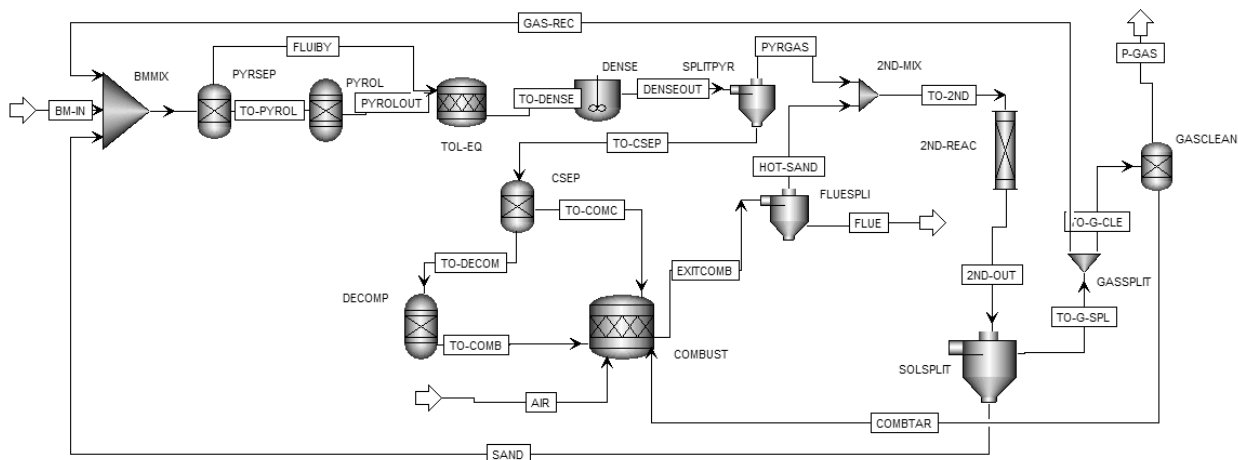 GAS-REC
P-GAS
FLUIBY
PYRGAS
BMMIX
PYRSEP
PYROL
DENSE
SPLITPYR
2ND-MIX
BM-IN
TO-PYROL
PYROLOUT
TO-DENSE
DENSEOUT
TO-2ND
TOL-EQ
TO-CSEP
2ND-REAC
GASCLEAN
HOT-SAND
CSEP
FLUESPLI
TO-COMC
FLUE
TO-G-CLE
TO-DECOM
EXITCOMB
2ND-OUT
GASSPLIT
DECOMP
TO-G-SPL
TO-COMB
COMBUST
SOLSPLIT
AIR
COMBTAR
SAND